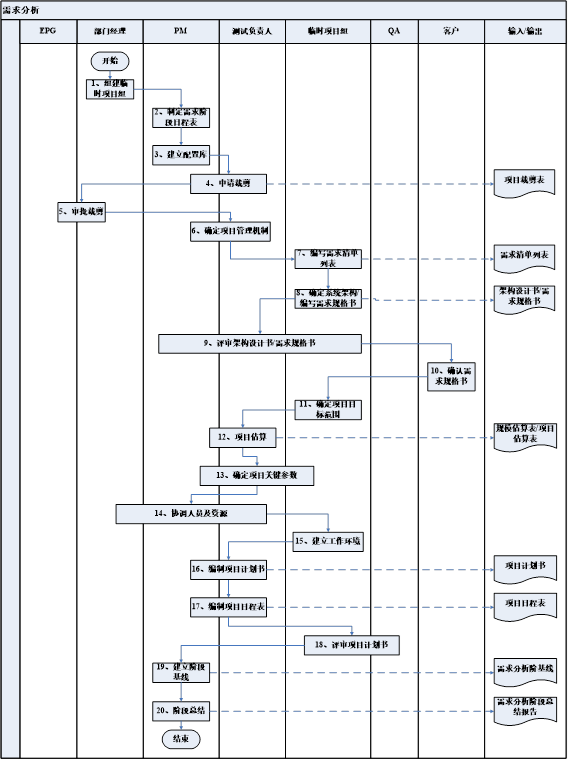 需求分析
EPG 部门经理 PM 测试负责人 临时项目组 QA 客户 输入/输出
开始
1、组建临
时项目组
2、制定需求阶
段日程表
3、建立配置库
4、申请裁剪
项目裁剪表
5、审批裁剪
6、确定项目管理机制
7、编写需求清单
列表
需求清单列表
8、确定系统架构/
编写需求规格书
架构设计书/需
求规格书
9、评审架构设计书/需求规格书
10、确认需
求规格书
11、确定项目目
标范围
12、项目估算
规模估算表/项目
估算表
13、确定项目关键参数
14、协调人员及资源
15、建立工作环境
16、编制项目计划书
项目计划书
17、编制项目日程表
项目日程表
18、评审项目计划书
19、建立阶段
基线
需求分析阶基线
20、阶段总结
需求分析阶段总
结报告
结束